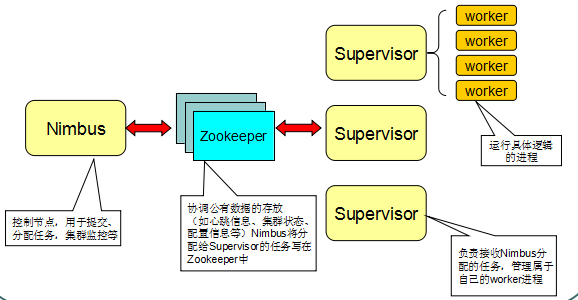 worker
worker
worker
worker
Supervisor
Nimbus
Zookeeper
Supervisor
Supervisor
运行具体逻辑
的进程
控制节点，用于提交、
分配任务，集群监控等
协调公有数据的存放
（如心跳信息、集群状态、
配置信息等）Nimbus将分
配给Supervisor的任务写在
Zookeeper中
负责接收Nimbus分
配的任务，管理属于
自己的worker进程